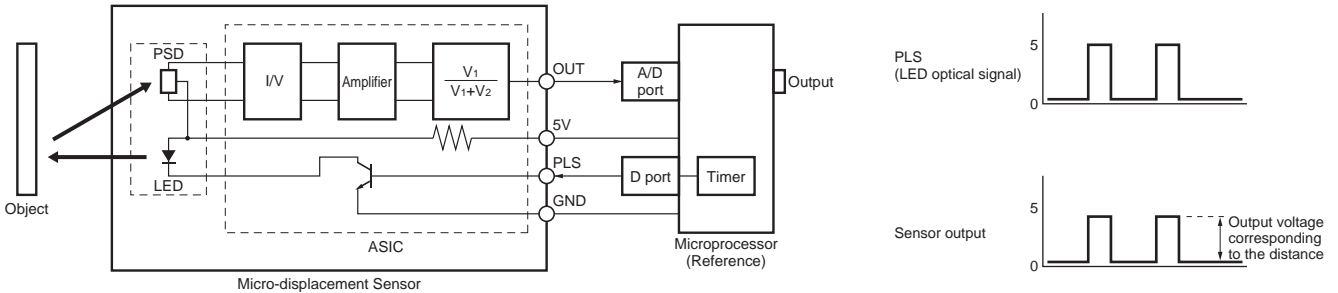 PSD
I/V
Amplifier
V1
V1+V2
OUT
A/D
port
Output
5V
PLS
D port
Timer
GND
LED
Object
ASIC
Microprocessor
(Reference)
Micro-displacement Sensor
PLS
(LED optical signal)
5
0
Sensor output
5
0
Output voltage
corresponding
to the distance